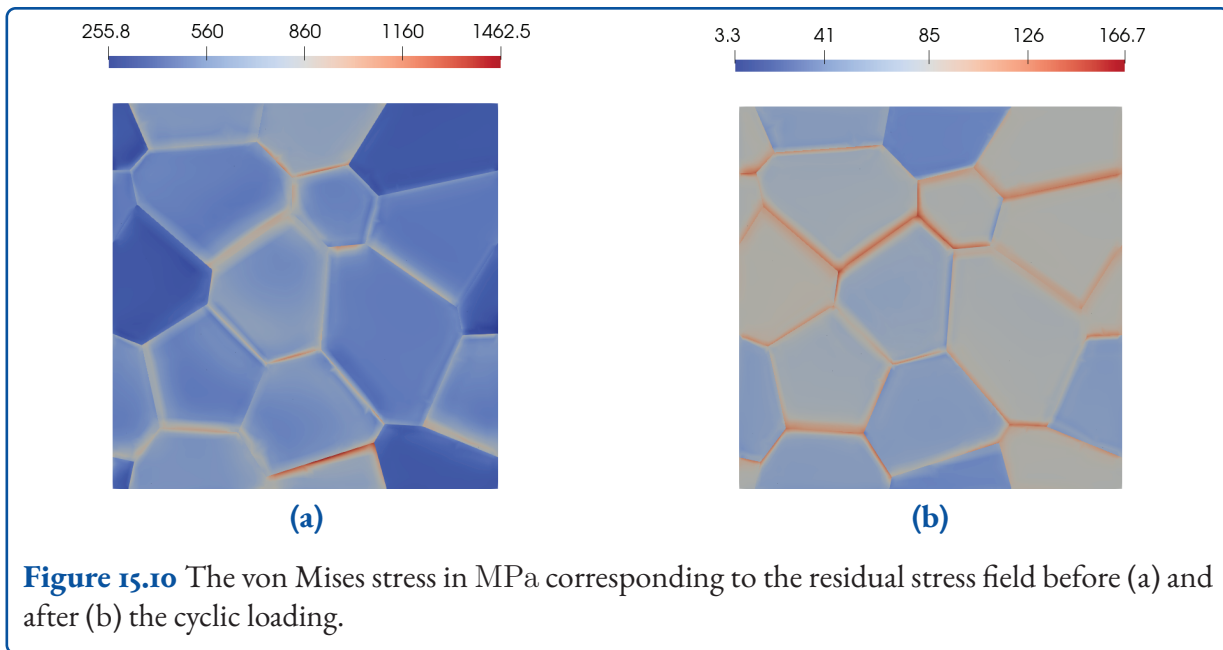 255.8 560 860 1160 1462.5
3.3 41 85 126 166.7
(a)
(b)
Figure 15.10 The von Mises stress in MPa corresponding to the residual stress field before (a) and
after (b) the cyclic loading.